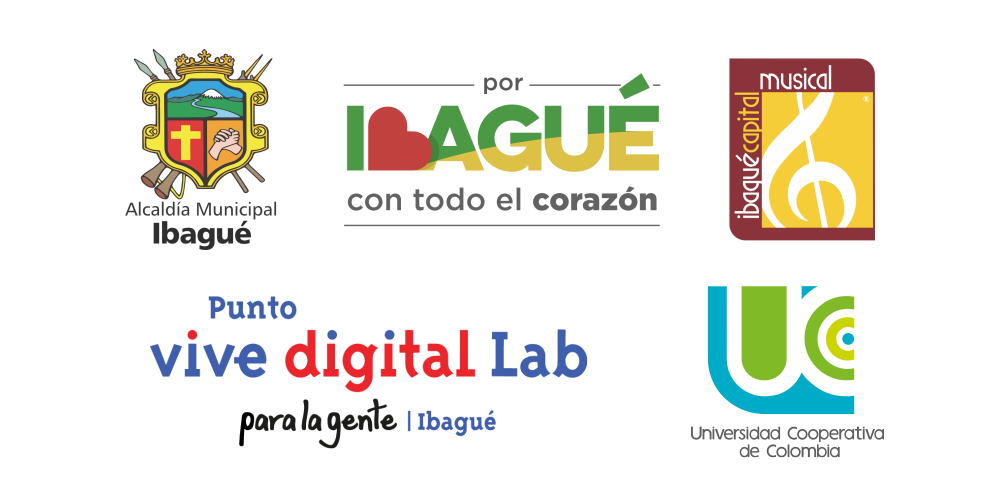 Alcaldía Municipal
Ibagué
por
IBAGUÉ
con todo el corazón
musical
ibaguécapital
Punto
vive digital Lab
para la gente | Ibagué
UC
Universidad Cooperativa
de Colombia